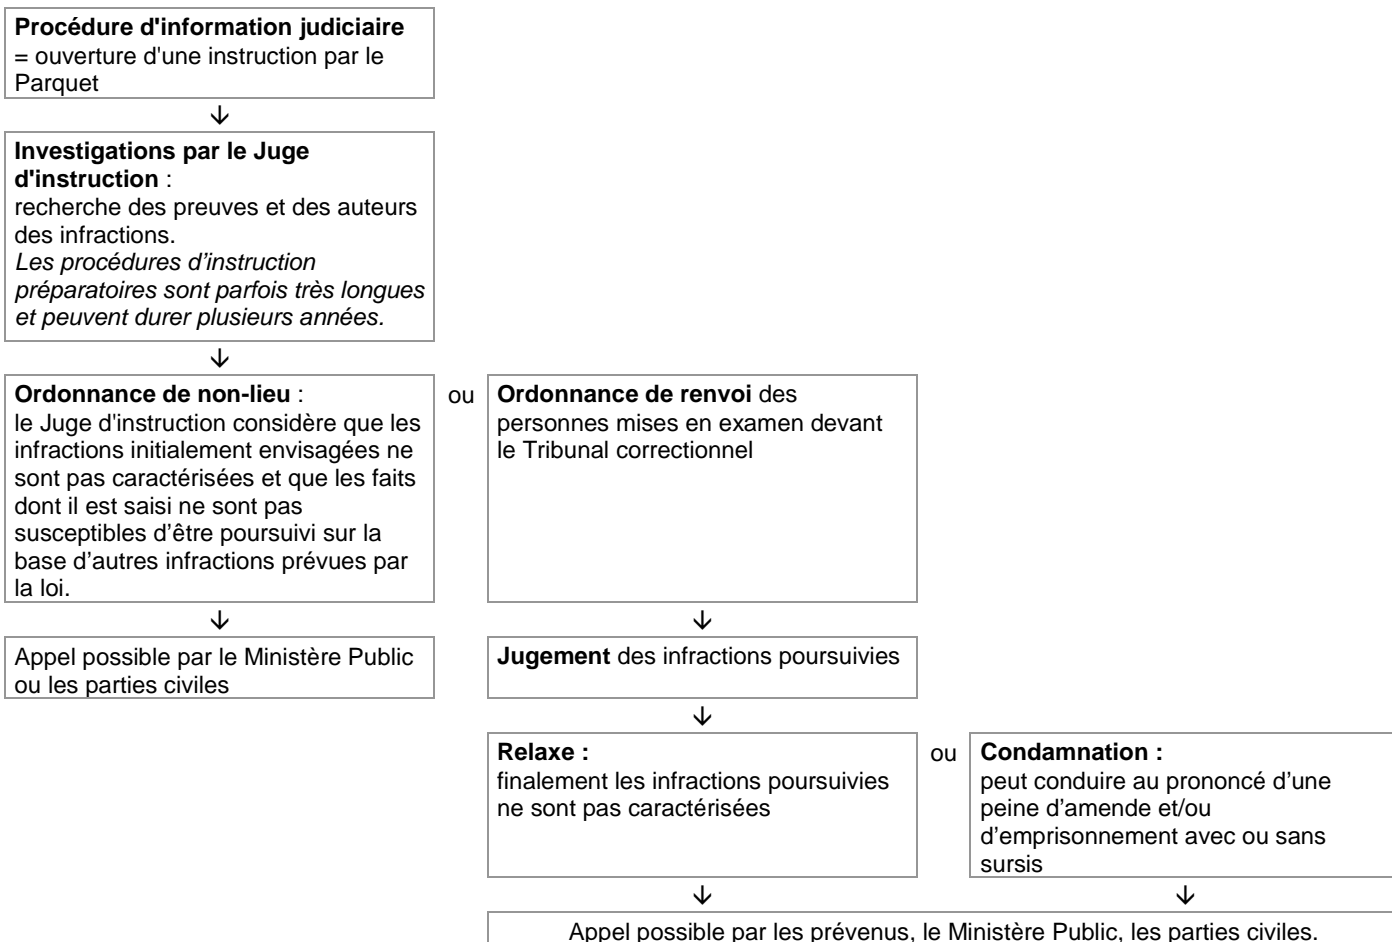 Procédure d'information judiciaire
= ouverture d'une instruction par le
Parquet
↓
Investigations par le Juge
d'instruction :
recherche des preuves et des auteurs
des infractions.
Les procédures d’instruction
préparatoires sont parfois très longues
et peuvent durer plusieurs années.
↓
Ordonnance de non-lieu :
le Juge d'instruction considère que les
infractions initialement envisagées ne
sont pas caractérisées et que les faits
dont il est saisi ne sont pas
susceptibles d’être poursuivi sur la
base d’autres infractions prévues par
la loi.
ou
Ordonnance de renvoi des
personnes mises en examen devant
le Tribunal correctionnel
↓
↓
Appel possible par le Ministère Public
ou les parties civiles
Jugement des infractions poursuivies
↓
Relaxe :
finalement les infractions poursuivies
ne sont pas caractérisées
ou
Condamnation :
peut conduire au prononcé d’une
peine d’amende et/ou
d’emprisonnement avec ou sans
sursis
↓
↓
Appel possible par les prévenus, le Ministère Public, les parties civiles.